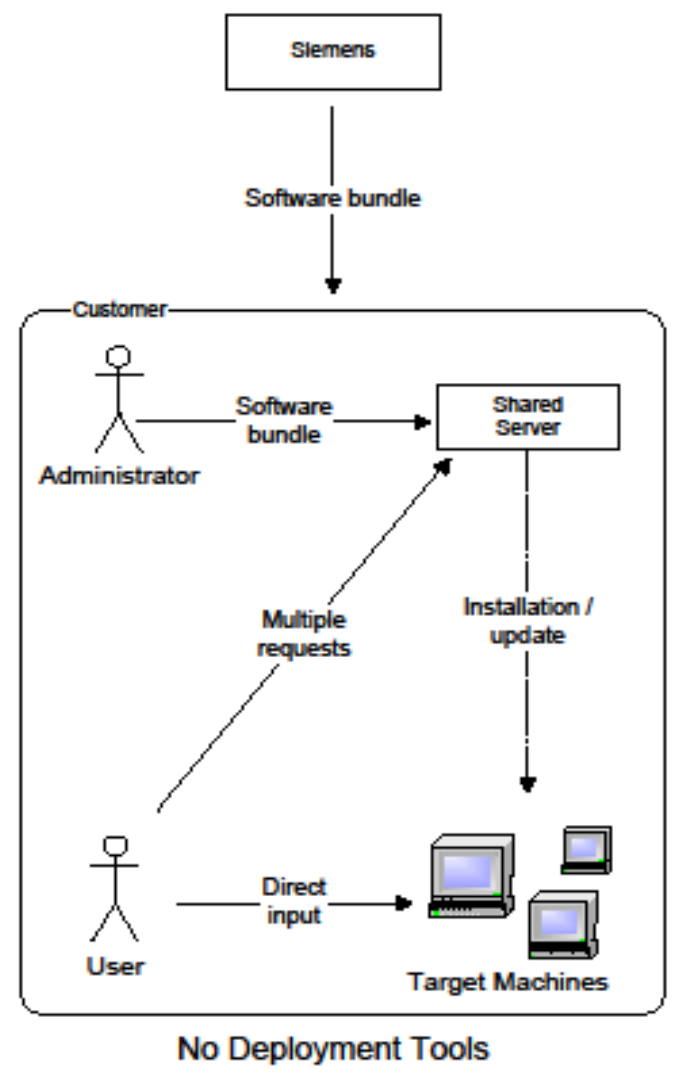 Siemens
Software bundle
Customer
Software
bundle
Shared
Server
Administrator
Multiple
requests
Installation /
update
Direct
input
User
Target Machines
No Deployment Tools